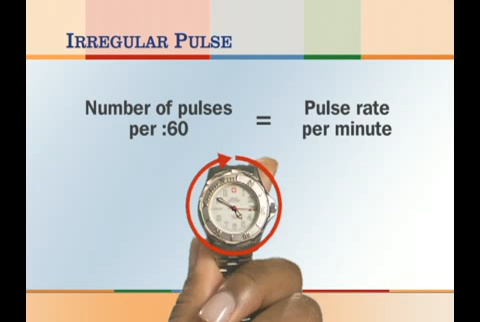 IRREGULAR PULSE
Number of pulses
per :60
=
Pulse rate
per minute